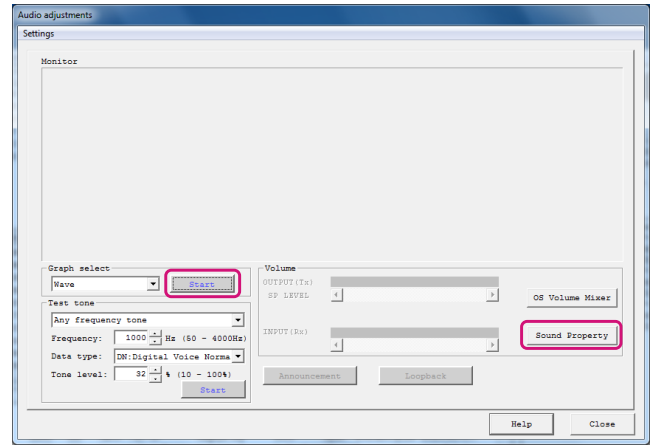 Audio adjustments
Settings
Monitor
Graph select
Wave
Start
Test tone
Any frequency tone
Frequency: 1000 Hz (50 - 4000Hz)
Data type: DN:Digital Voice Norma
Tone level: 32 % (10 - 100%)
Start
Volume
OUTPUT(Tx)
SP LEVEL
INPUT(Rx)
OS Volume Mixer
Sound Property
Announcement
Loopback
Help
Close